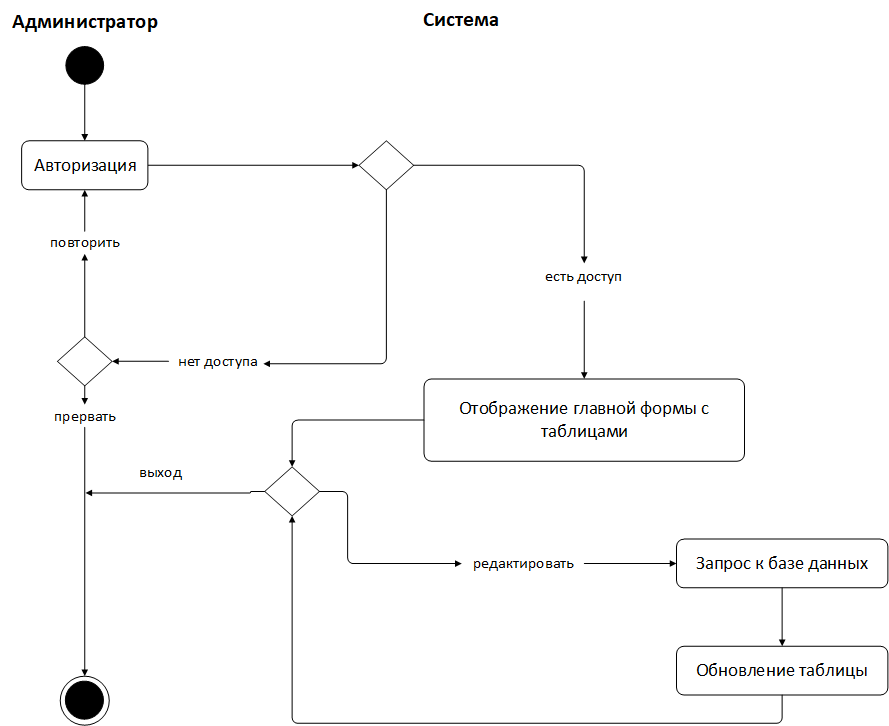 Администратор
Система
Авторизация
повторить
есть доступ
нет доступа
прервать
Отображение главной формы с
таблицами
выход
редактировать
Запрос к базе данных
Обновление таблицы